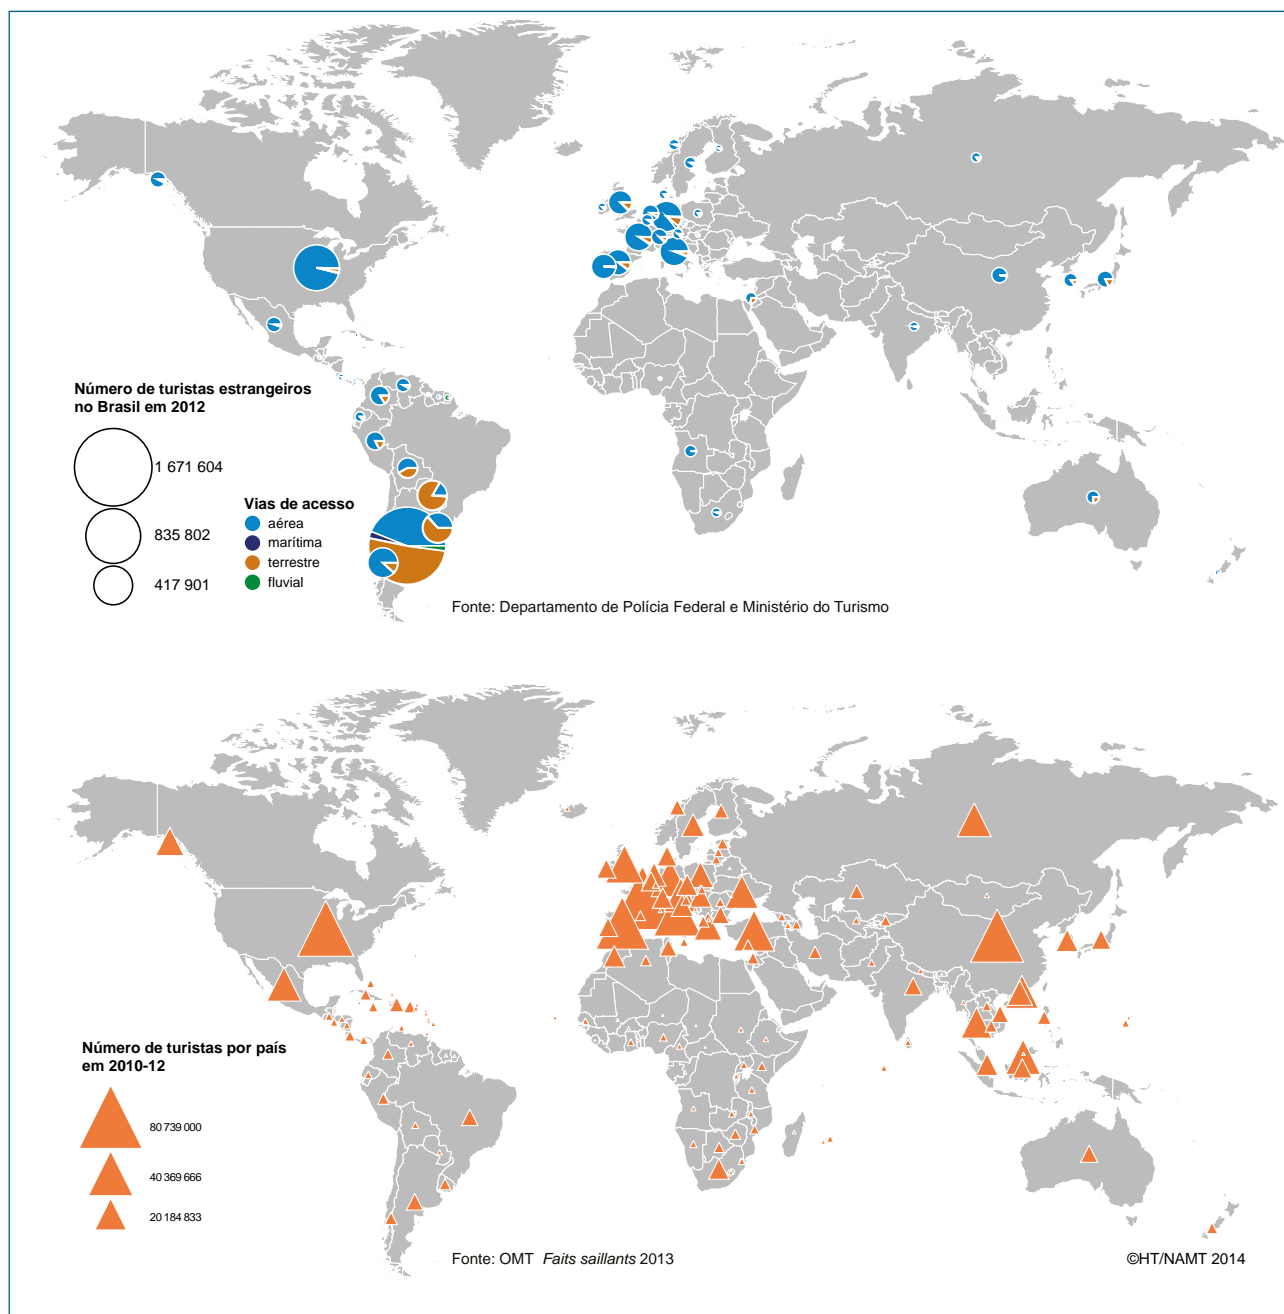 Número de turistas estrangeiros
no Brasil em 2012
1 671 604
835 802
417 901
Vias de acesso
aérea
marítima
terrestre
fluvial
Fonte: Departamento de Polícia Federal e Ministério do Turismo
Número de turistas por país
em 2010-12
80 739 000
40 369 666
20 184 833
Fonte: OMT Faits saillants 2013
©HT/NAMT 2014